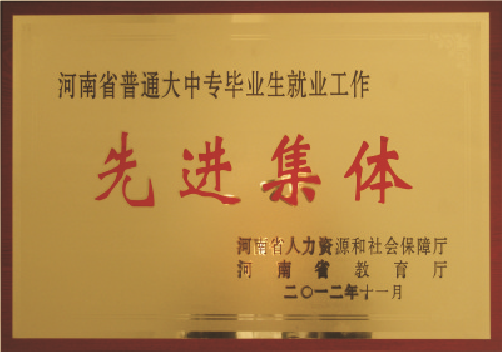 河南省普通大中专毕业生就业工作
先进集体
河南省人力资源和社会保障厅
河南省教育厅
二〇一二年十一月